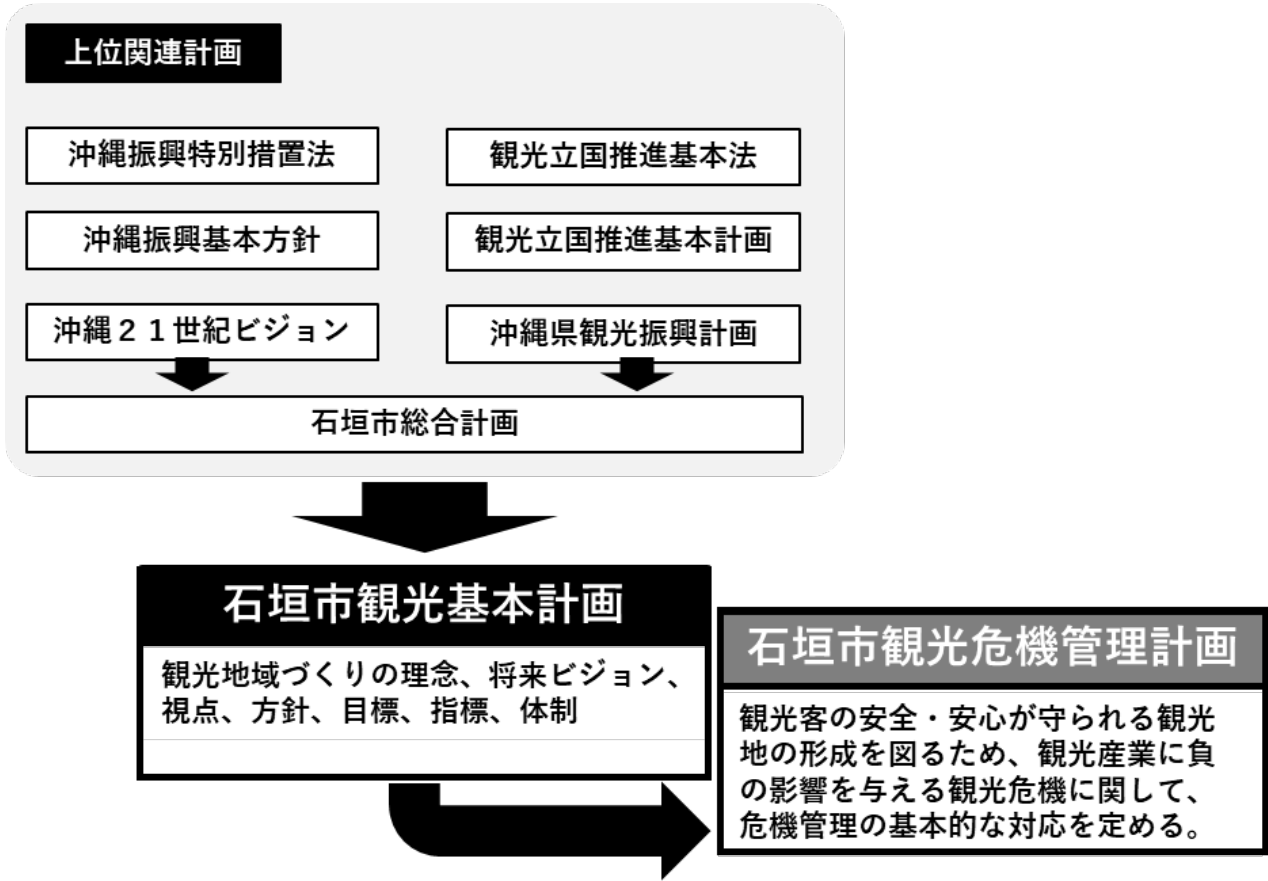 上位関連計画
沖縄振興特別措置法
観光立国推進基本法
沖縄振興基本方針
観光立国推進基本計画
沖縄２１世紀ビジョン
沖縄県観光振興計画
石垣市総合計画
石垣市観光基本計画
観光地域づくりの理念、将来ビジョン、
視点、方針、目標、指標、体制
石垣市観光危機管理計画
観光客の安全・安心が守られる観光
地の形成を図るため、観光産業に負
の影響を与える観光危機に関して、
危機管理の基本的な対応を定める。